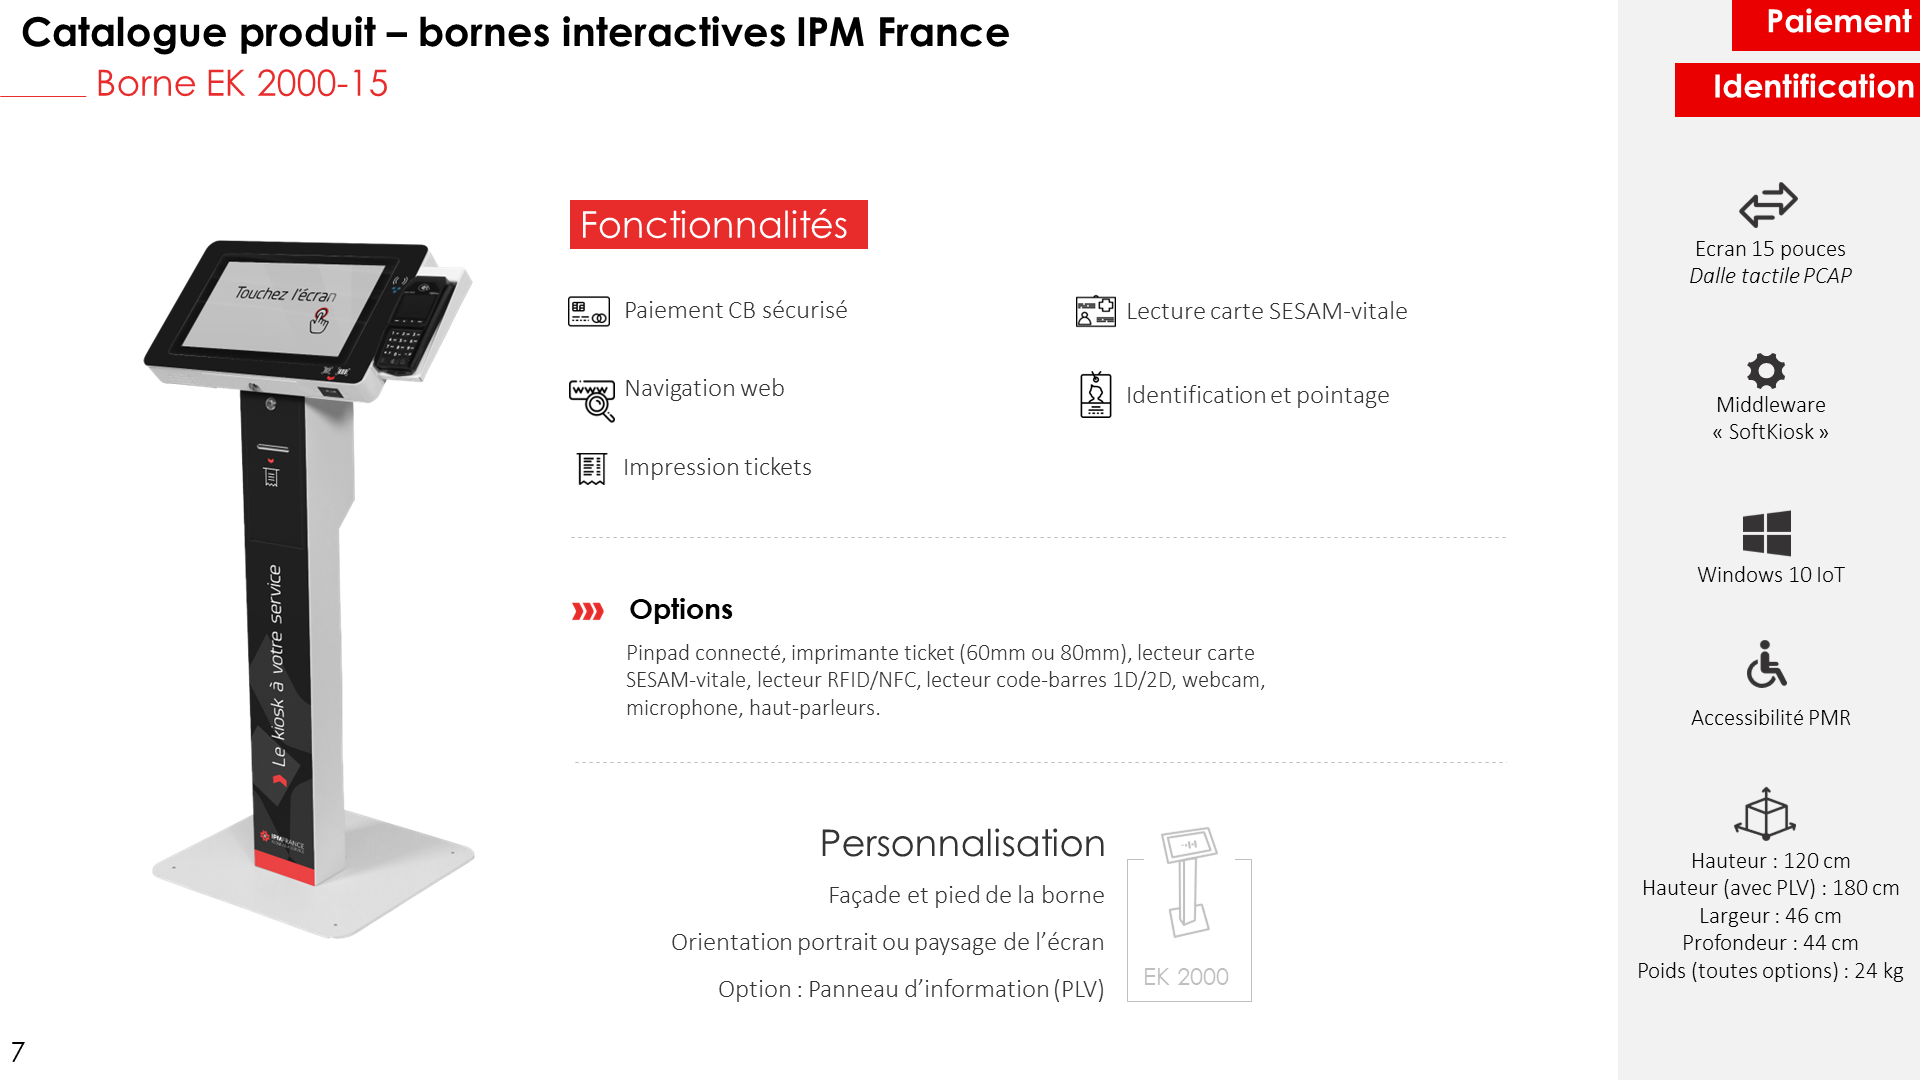 Catalogue produit – bornes interactives IPM France
Borne EK 2000-15
Paiement
Identification
Touchez l'écran
Le kiosk à votre service
IPMFRANCE
Fonctionnalités
Paiement CB sécurisé
Lecture carte SESAM-vitale
www
Navigation web
Identification et pointage
Impression tickets
Options
Pinpad connecté, imprimante ticket (60mm ou 80mm), lecteur carte
SESAM-vitale, lecteur RFID/NFC, lecteur code-barres 1D/2D, webcam,
microphone, haut-parleurs.
Personnalisation
Façade et pied de la borne
Orientation portrait ou paysage de l’écran
Option : Panneau d’information (PLV)
EK 2000
Ecran 15 pouces
Dalle tactile PCAP
Middleware
« SoftKiosk »
Windows 10 IoT
Accessibilité PMR
Hauteur : 120 cm
Hauteur (avec PLV) : 180 cm
Largeur : 46 cm
Profondeur : 44 cm
Poids (toutes options) : 24 kg
7